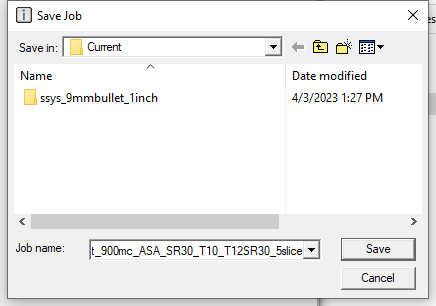 Save Job
Save in: Current
Name Date modified
ssys_9mmbullet_1inch 4/3/2023 1:27 PM
Job name: t_900mc_ASA_SR30_T10_T12SR30_5slice Save
Cancel